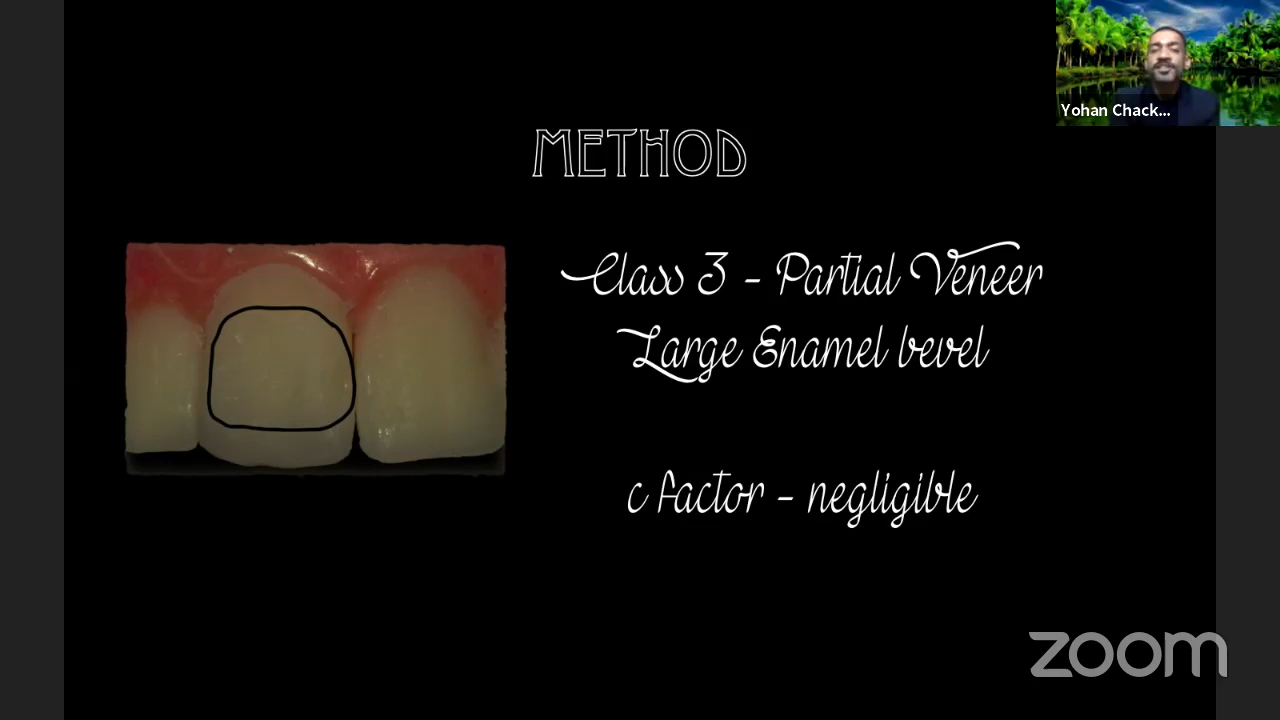 Yohan Chack...
METHOD
Class 3 - Partial Veneer
Large Enamel bevel
c factor - negligible
zoom